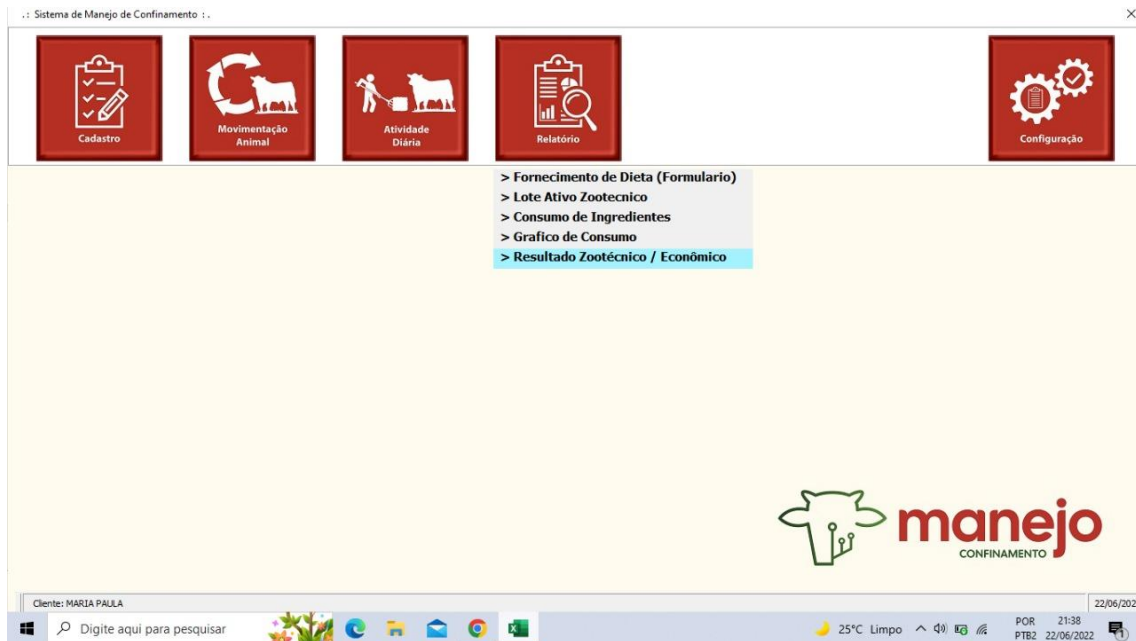 .: Sistema de Manejo de Confinamento :.
Cadastro
Movimentação
Animal
Atividade
Diária
Relatório
Configuração
> Fornecimento de Dieta (Formulario)
> Lote Ativo Zootecnico
> Consumo de Ingredientes
> Grafico de Consumo
> Resultado Zootécnico / Econômico
manejo
CONFINAMENTO
Cliente: MARIA PAULA
22/06/202
Digite aqui para pesquisar
25°C Limpo
POR
PTB2
21:38
22/06/2022